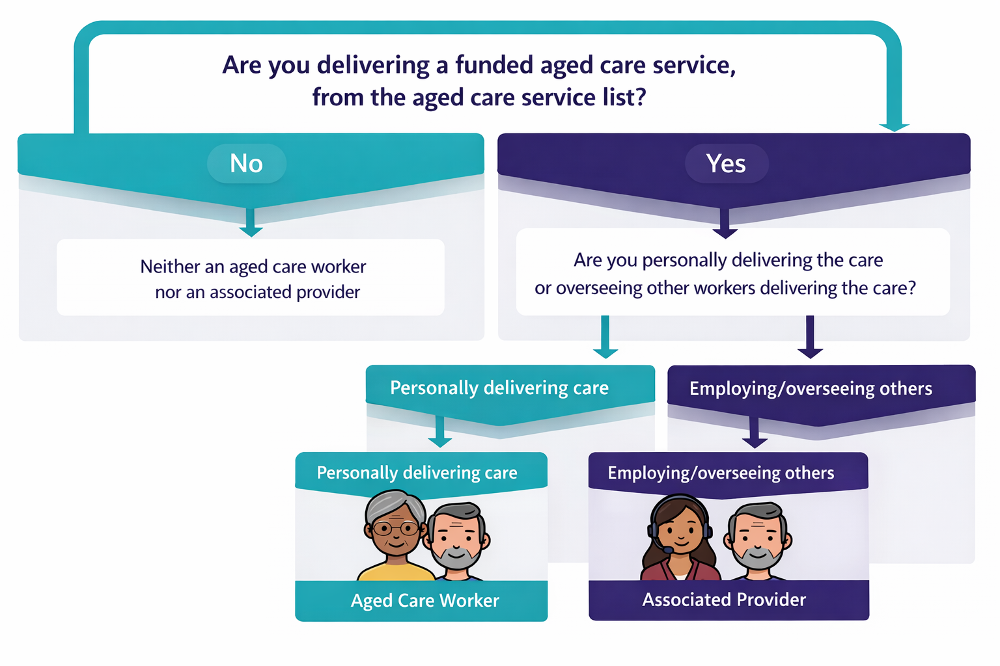 Are you delivering a funded aged care service,
from the aged care service list?
No
Neither an aged care worker
nor an associated provider
Yes
Are you personally delivering the care
or overseeing other workers delivering the care?
Personally delivering care
Employing/overseeing others
Personally delivering care
Aged Care Worker
Employing/overseeing others
Associated Provider